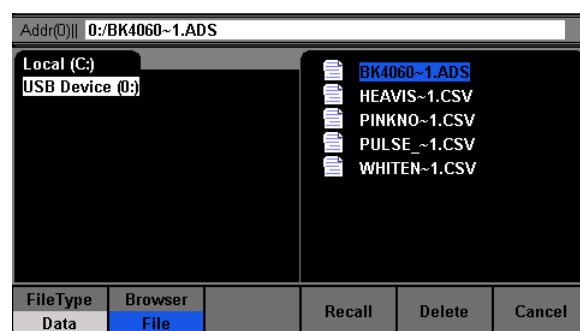 Addr(0)|| 0:/BK4060~1.ADS
Local (C:)
USB Device (0:)
BK4060~1.ADS
HEAVIS~1.CSV
PINKNO~1.CSV
PULSE_~1.CSV
WHITEN~1.CSV
FileType Browser
Recall Delete Cancel
Data File